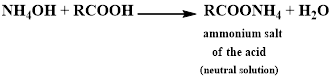 NH₄OH + RCOOH ⟶ RCOONH₄ + H₂O
ammonium salt
of the acid
(neutral solution)